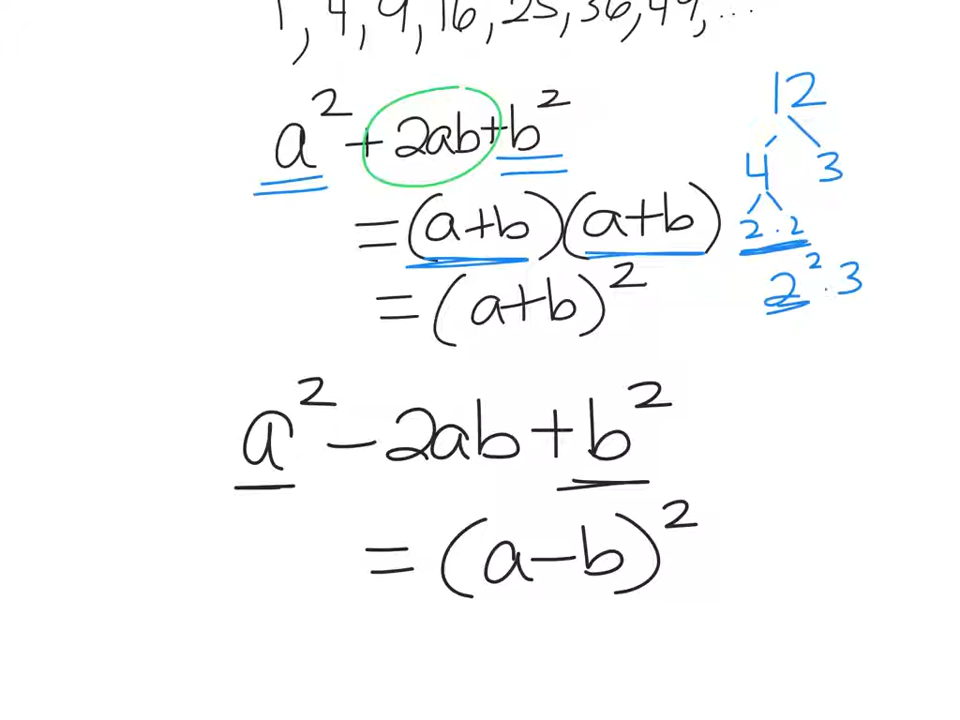 1, 4, 9, 16, 25, 36, 49, ...
a² + 2ab + b²
= (a+b)(a+b)
= (a+b)²
12
4 3
2 · 2
2² · 3
a² − 2ab + b²
= (a−b)²